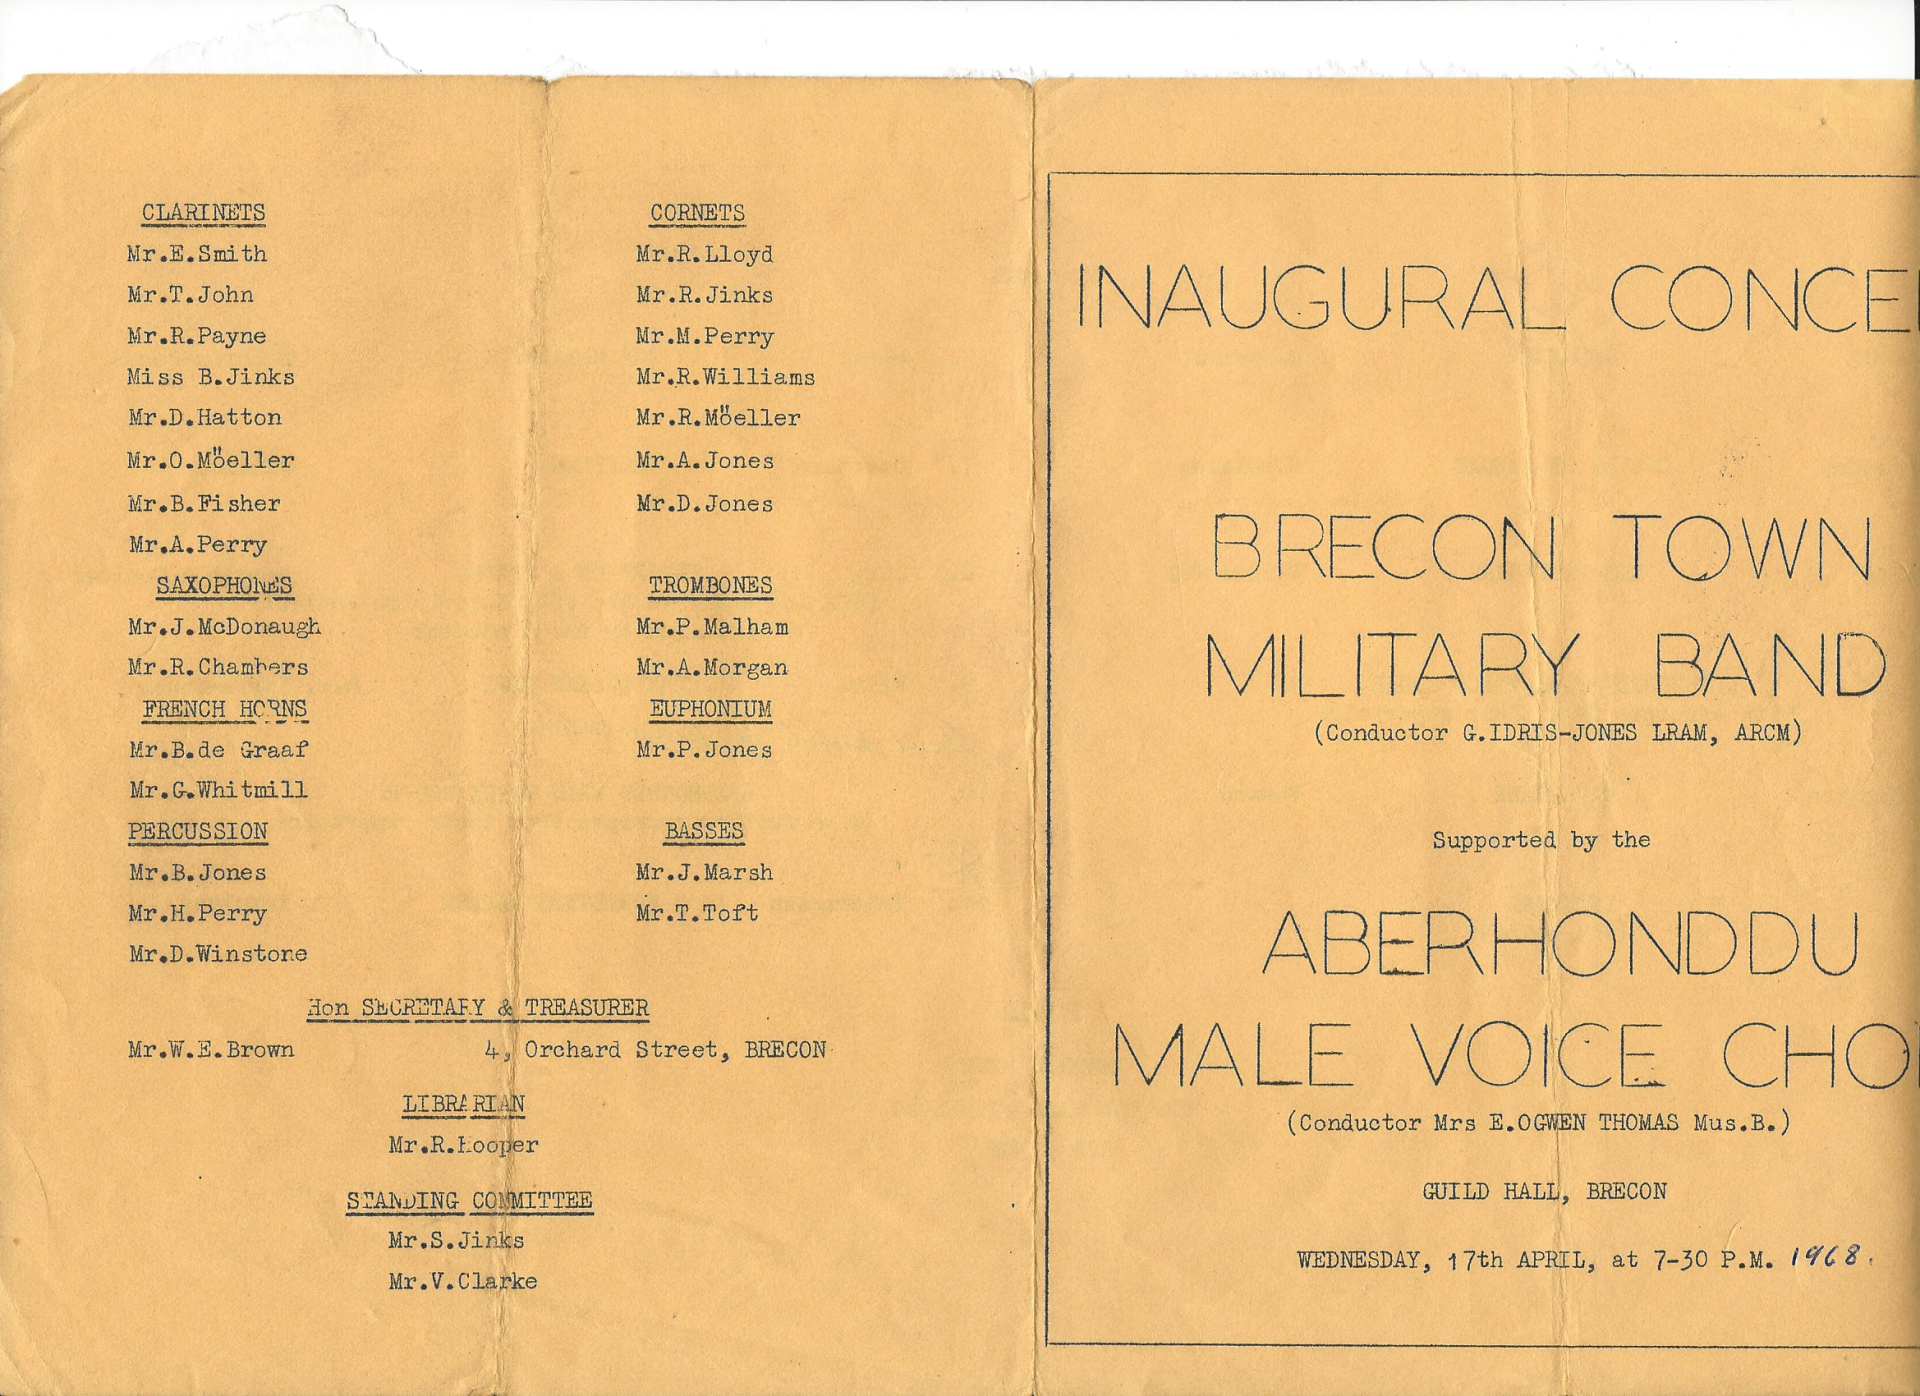 CLARINETS
Mr.E.Smith
Mr.T.John
Mr.R.Payne
Miss B.Jinks
Mr.D.Hatton
Mr.O.Möeller
Mr.B.Fisher
Mr.A.Perry
SAXOPHONES
Mr.J.McDonaugh
Mr.R.Chambers
FRENCH HORNS
Mr.B.de Graaf
Mr.G.Whitmill
PERCUSSION
Mr.B.Jones
Mr.H.Perry
Mr.D.Winstone
CORNETS
Mr.R.Lloyd
Mr.R.Jinks
Mr.M.Perry
Mr.R.Williams
Mr.R.Möeller
Mr.A.Jones
Mr.D.Jones
TROMBONES
Mr.P.Malham
Mr.A.Morgan
EUPHONIUM
Mr.P.Jones
BASSES
Mr.J.Marsh
Mr.T.Toft
Hon SECRETARY & TREASURER
Mr.W.E.Brown 4, Orchard Street, BRECON
LIBRARIAN
Mr.R.Hooper
STANDING COMMITTEE
Mr.S.Jinks
Mr.V.Clarke
INAUGURAL CONCE
BRECON TOWN
MILITARY BAND
(Conductor G.IDRIS-JONES LRAM, ARCM)
Supported by the
ABERHONDDU
MALE VOICE CHO
(Conductor Mrs E.OGWEN THOMAS Mus.B.)
GUILD HALL, BRECON
WEDNESDAY, 17th APRIL, at 7-30 P.M. 1968.